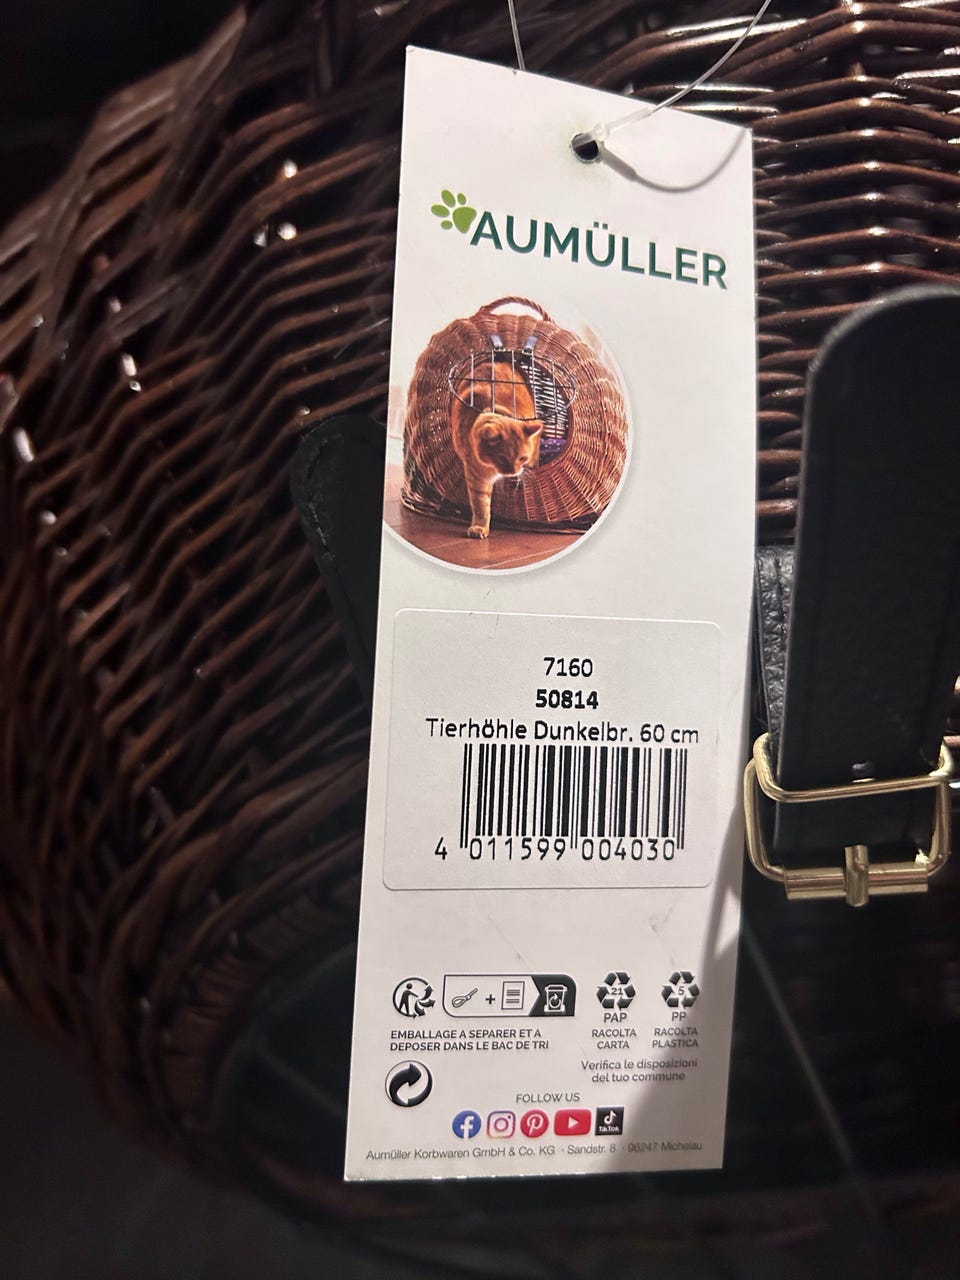 AUMÜLLER
7160
50814
Tierhöhle Dunkelbr. 60 cm
4 011599 004030
+
21 5
PAP PP
EMBALLAGE A SEPARER ET A
DEPOSER DANS LE BAC DE TRI
RACOLTA RACOLTA
CARTA PLASTICA
Verifica le disposizioni
del tuo commune
FOLLOW US
TikTok
Aumüller Korbwaren GmbH & Co. KG · Sandstr. 8 · 96247 Michelau